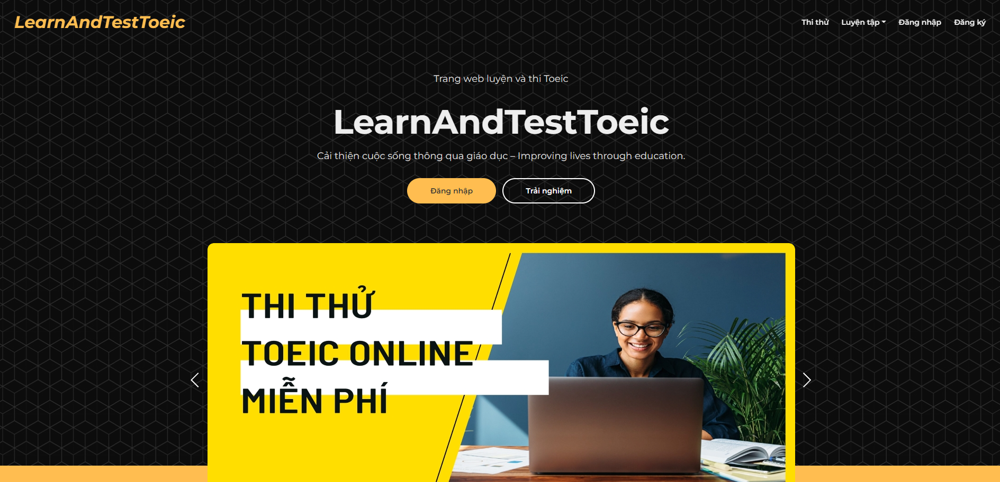 LearnAndTestToeic
Thi thử Luyện tập Đăng nhập Đăng ký
Trang web luyện và thi Toeic
LearnAndTestToeic
Cải thiện cuộc sống thông qua giáo dục – Improving lives through education.
Đăng nhập Trải nghiệm
THI THỬ
TOEIC ONLINE
MIỄN PHÍ